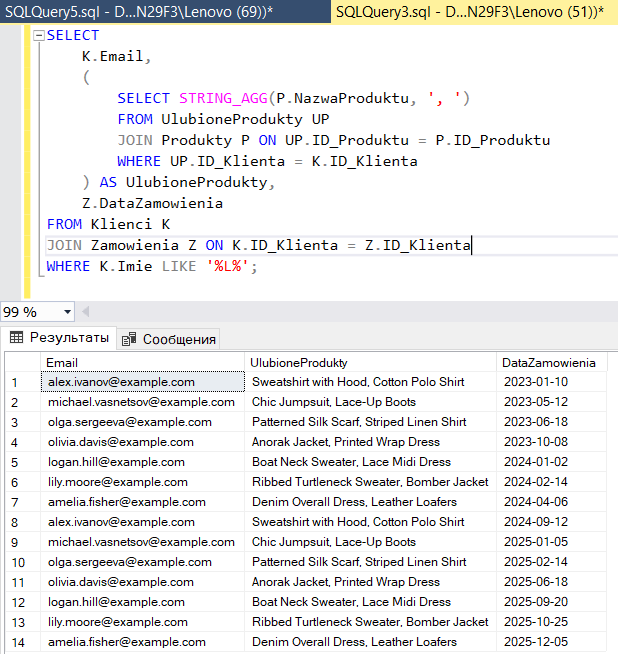 SQLQuery5.sql - D...N29F3\Lenovo (69))* SQLQuery3.sql - D...N29F3\Lenovo (51))*
SELECT
K.Email,
(
SELECT STRING_AGG(P.NazwaProduktu, ', ')
FROM UlubioneProdukty UP
JOIN Produkty P ON UP.ID_Produktu = P.ID_Produktu
WHERE UP.ID_Klienta = K.ID_Klienta
) AS UlubioneProdukty,
Z.DataZamowienia
FROM Klienci K
JOIN Zamowienia Z ON K.ID_Klienta = Z.ID_Klienta
WHERE K.Imie LIKE '%L%';
99 %
Результаты Сообщения
Email UlubioneProdukty DataZamowienia
1 alex.ivanov@example.com Sweatshirt with Hood, Cotton Polo Shirt 2023-01-10
2 michael.vasnetsov@example.com Chic Jumpsuit, Lace-Up Boots 2023-05-12
3 olga.sergeeva@example.com Patterned Silk Scarf, Striped Linen Shirt 2023-06-18
4 olivia.davis@example.com Anorak Jacket, Printed Wrap Dress 2023-10-08
5 logan.hill@example.com Boat Neck Sweater, Lace Midi Dress 2024-01-02
6 lily.moore@example.com Ribbed Turtleneck Sweater, Bomber Jacket 2024-02-14
7 amelia.fisher@example.com Denim Overall Dress, Leather Loafers 2024-04-06
8 alex.ivanov@example.com Sweatshirt with Hood, Cotton Polo Shirt 2024-09-12
9 michael.vasnetsov@example.com Chic Jumpsuit, Lace-Up Boots 2025-01-05
10 olga.sergeeva@example.com Patterned Silk Scarf, Striped Linen Shirt 2025-02-14
11 olivia.davis@example.com Anorak Jacket, Printed Wrap Dress 2025-06-18
12 logan.hill@example.com Boat Neck Sweater, Lace Midi Dress 2025-09-20
13 lily.moore@example.com Ribbed Turtleneck Sweater, Bomber Jacket 2025-10-25
14 amelia.fisher@example.com Denim Overall Dress, Leather Loafers 2025-12-05